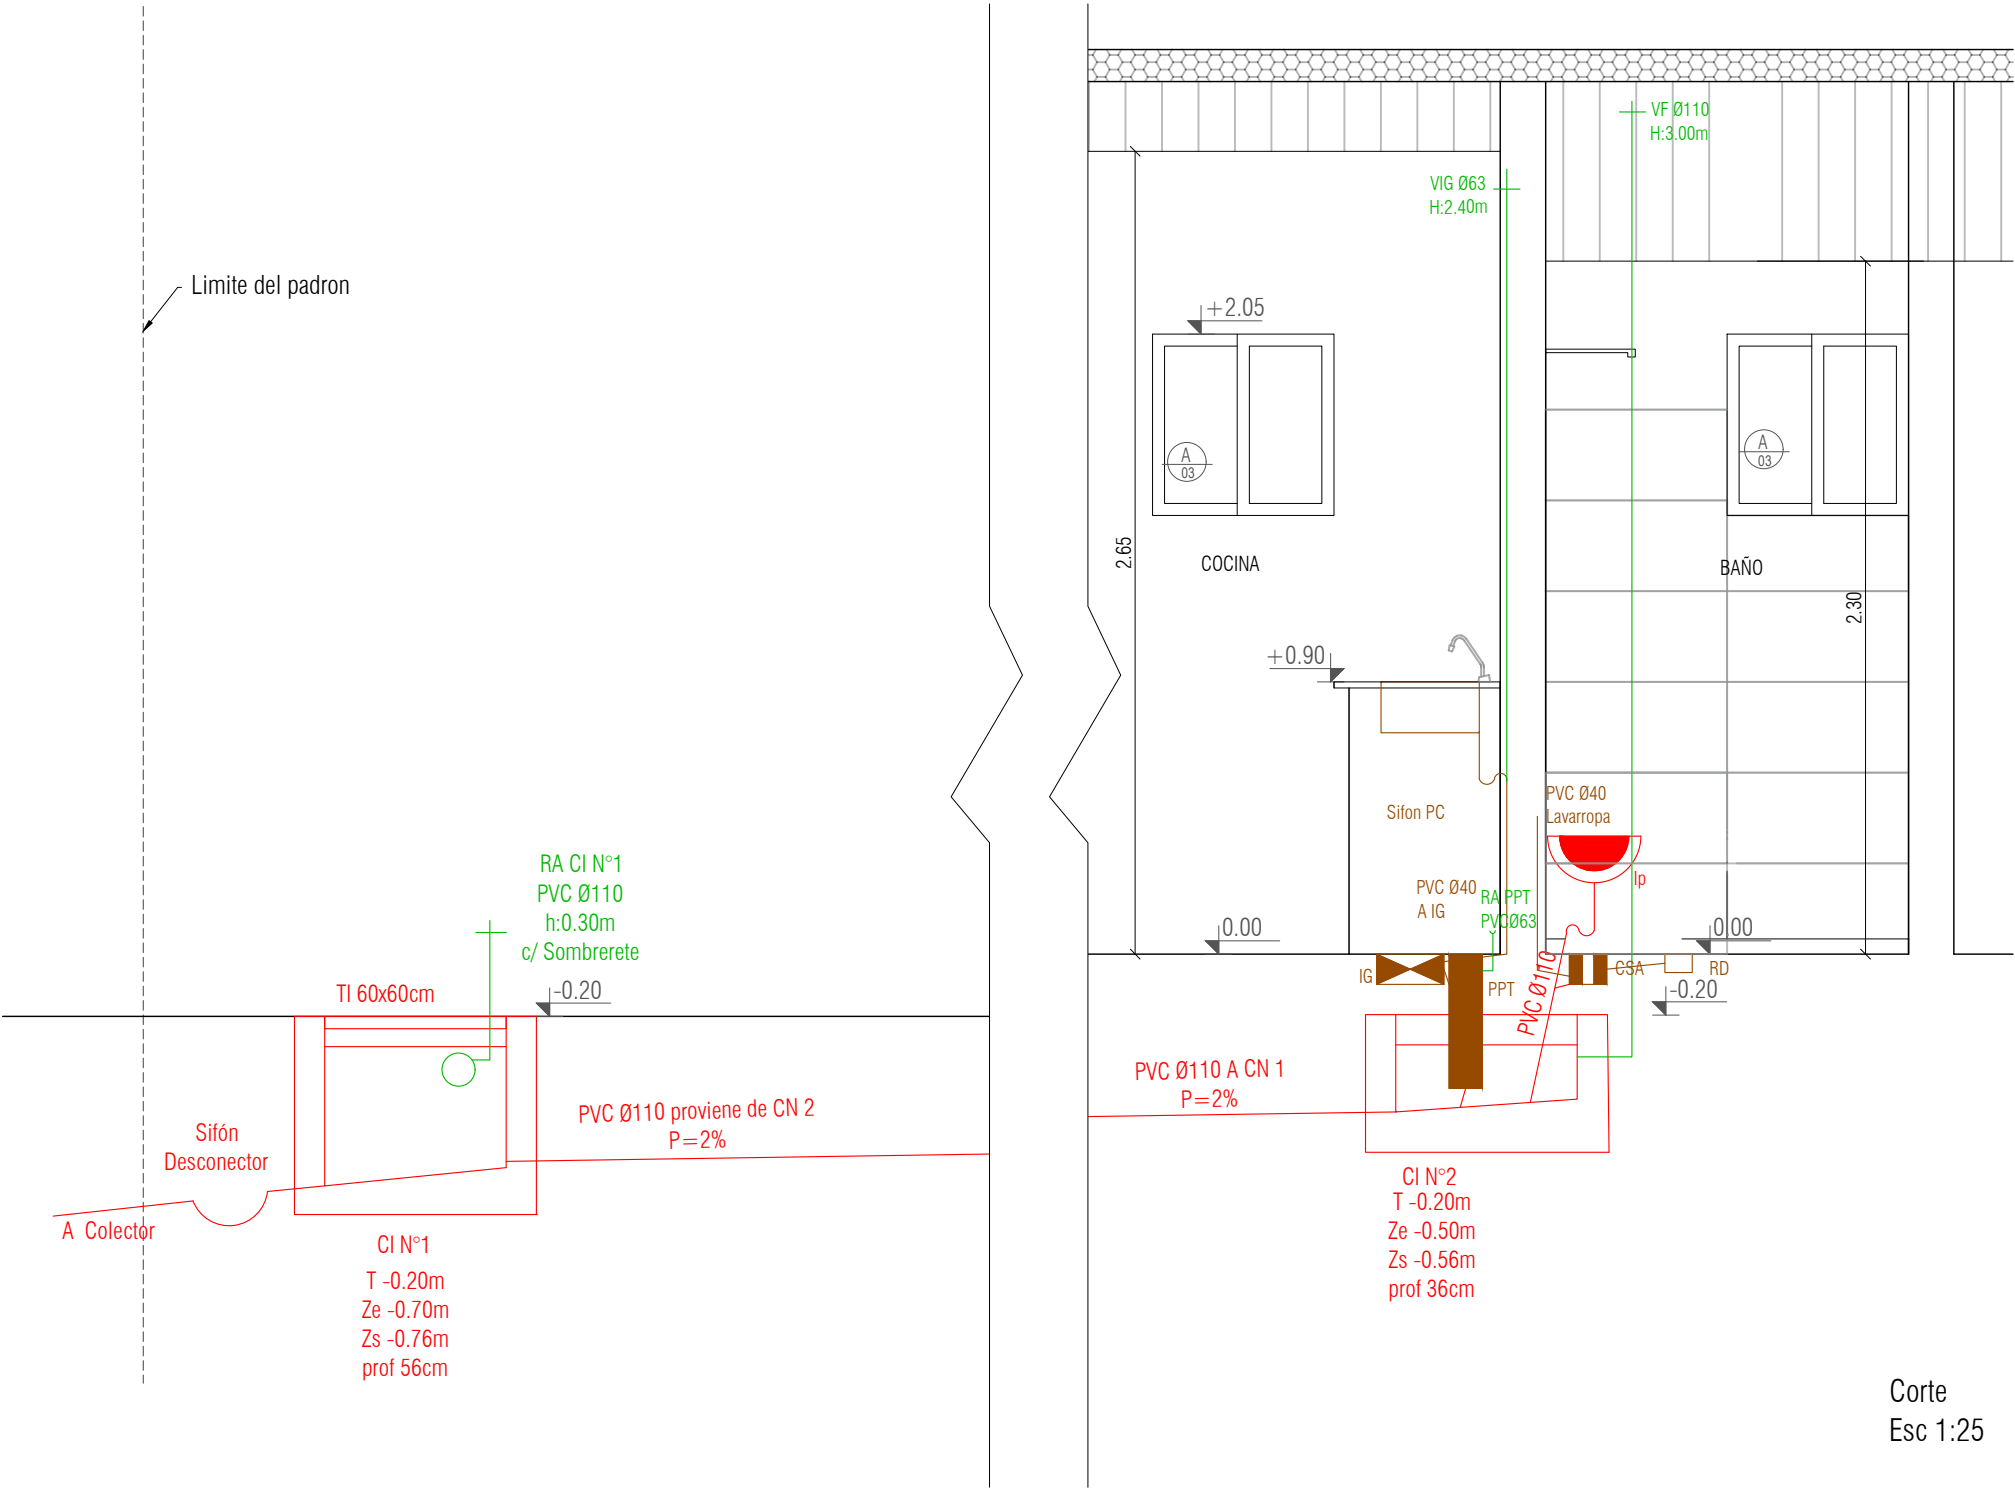 VF Ø110
H:3.00m
VIG Ø63
H:2.40m
Limite del padron
+2.05
A
03
A
03
2.65
COCINA
BAÑO
2.30
+0.90
PVC Ø40
Lavarropa
Sifon PC
Ip
PVC Ø40
A IG
RA PPT
PVCØ63
RA CI N°1
PVC Ø110
h:0.30m
c/ Sombrerete
0.00
0.00
IG
PPT
PVC Ø110
CSA
RD
-0.20
TI 60x60cm
-0.20
PVC Ø110 A CN 1
P=2%
PVC Ø110 proviene de CN 2
P=2%
Sifón
Desconector
A Colector
CI N°1
T -0.20m
Ze -0.70m
Zs -0.76m
prof 56cm
CI N°2
T -0.20m
Ze -0.50m
Zs -0.56m
prof 36cm
Corte
Esc 1:25